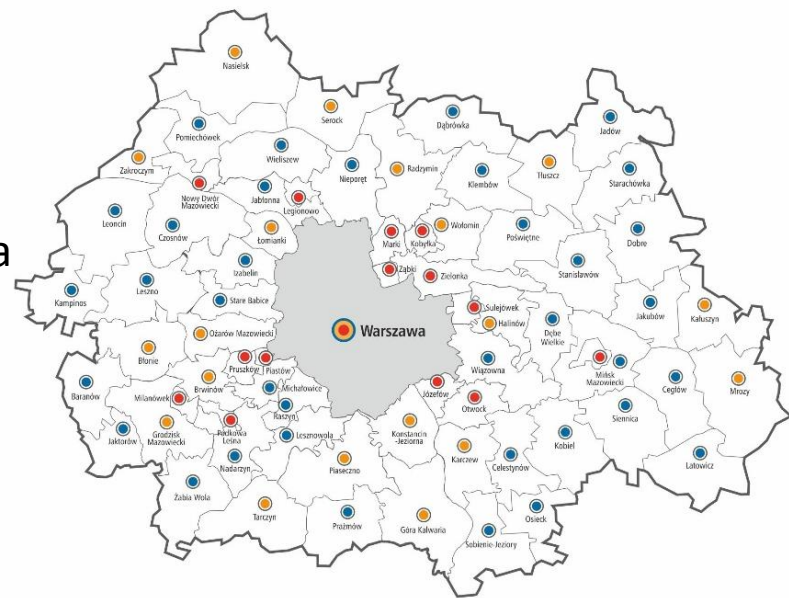 Nasielsk
Serock
Dąbrówka
Jadów
Pomiechówek
Wieliszew
Nieporęt
Radzymin
Klembów
Tłuszcz
Starachówka
Zakroczym
Nowy Dwór
Mazowiecki
Jabłonna
Legionowo
Leoncin
Czosnów
Łomianki
Marki
Kobyłka
Wołomin
Poświętne
Dobre
a
Izabelin
Ząbki
Zielonka
Stanisławów
Kampinos
Leszno
Stare Babice
Warszawa
Sulejówek
Halinów
Dębe
Wielkie
Jakubów
Kałuszyn
Ożarów Mazowiecki
Błonie
Pruszków
Piastów
Wiązowna
Mińsk
Mazowiecki
Baranów
Milanówek
Brwinów
Michałowice
Józefów
Otwock
Siennica
Cegłów
Mrozy
Jaktorów
Grodzisk
Mazowiecki
Podkowa
Leśna
Raszyn
Lesznowola
Konstancin
-Jeziorna
Karczew
Celestynów
Kobiel
Latowicz
Nadarzyn
Żabia Wola
Piaseczno
Tarczyn
Prażmów
Góra Kalwaria
Osieck
Sobienie-Jeziory